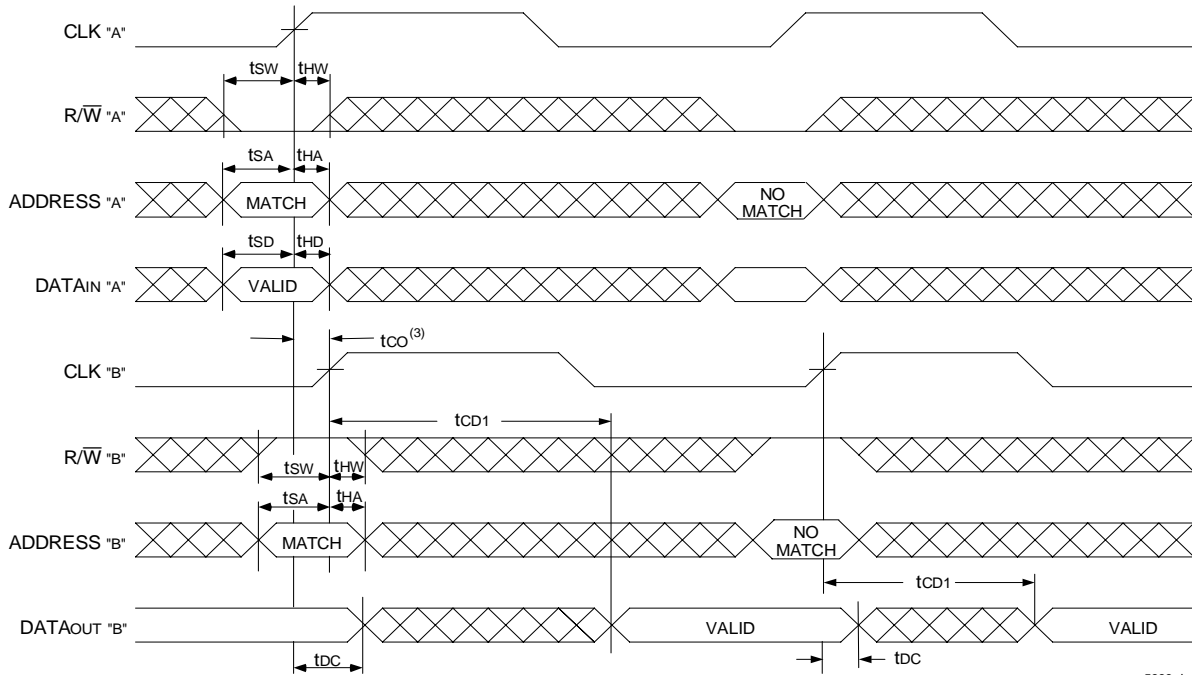 CLK "A"
tSW tHW
R/W̅ "A"
tSA tHA
ADDRESS "A" MATCH NO MATCH
tSD tHD
DATAIN "A" VALID
tCO(3)
CLK "B"
tCD1
R/W̅ "B"
tSW tHW
tSA tHA
ADDRESS "B" MATCH NO MATCH
tCD1
DATAOUT "B" VALID VALID
tDC tDC